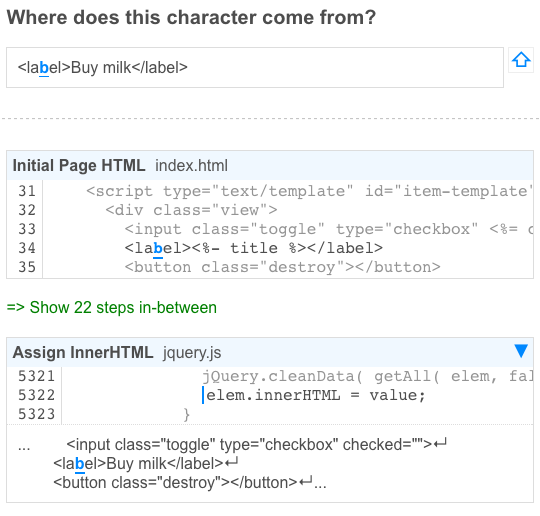 Where does this character come from?
<label>Buy milk</label>
Initial Page HTML index.html
31 <script type="text/template" id="item-template"
32 <div class="view">
33 <input class="toggle" type="checkbox" <%=
34 <label><%- title %></label>
35 <button class="destroy"></button>
=> Show 22 steps in-between
Assign InnerHTML jquery.js
5321 jQuery.cleanData( getAll( elem, fal
5322 elem.innerHTML = value;
5323 }
... <input class="toggle" type="checkbox" checked="">↵
<label>Buy milk</label>↵
<button class="destroy"></button>↵...